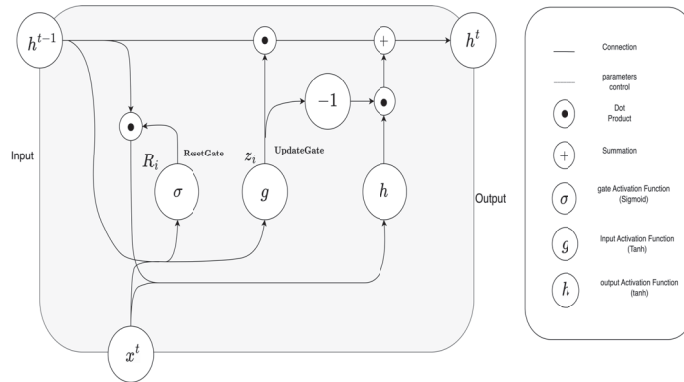 h^{t-1}
h^t
+
-1
Input
R_i
ResetGate
z_i
UpdateGate
σ
g
h
Output
x^t
Connection
parameters
control
Dot
Product
+
Summation
σ
gate Activation Function
(Sigmoid)
g
Input Activation Function
(Tanh)
h
output Activation Function
(tanh)